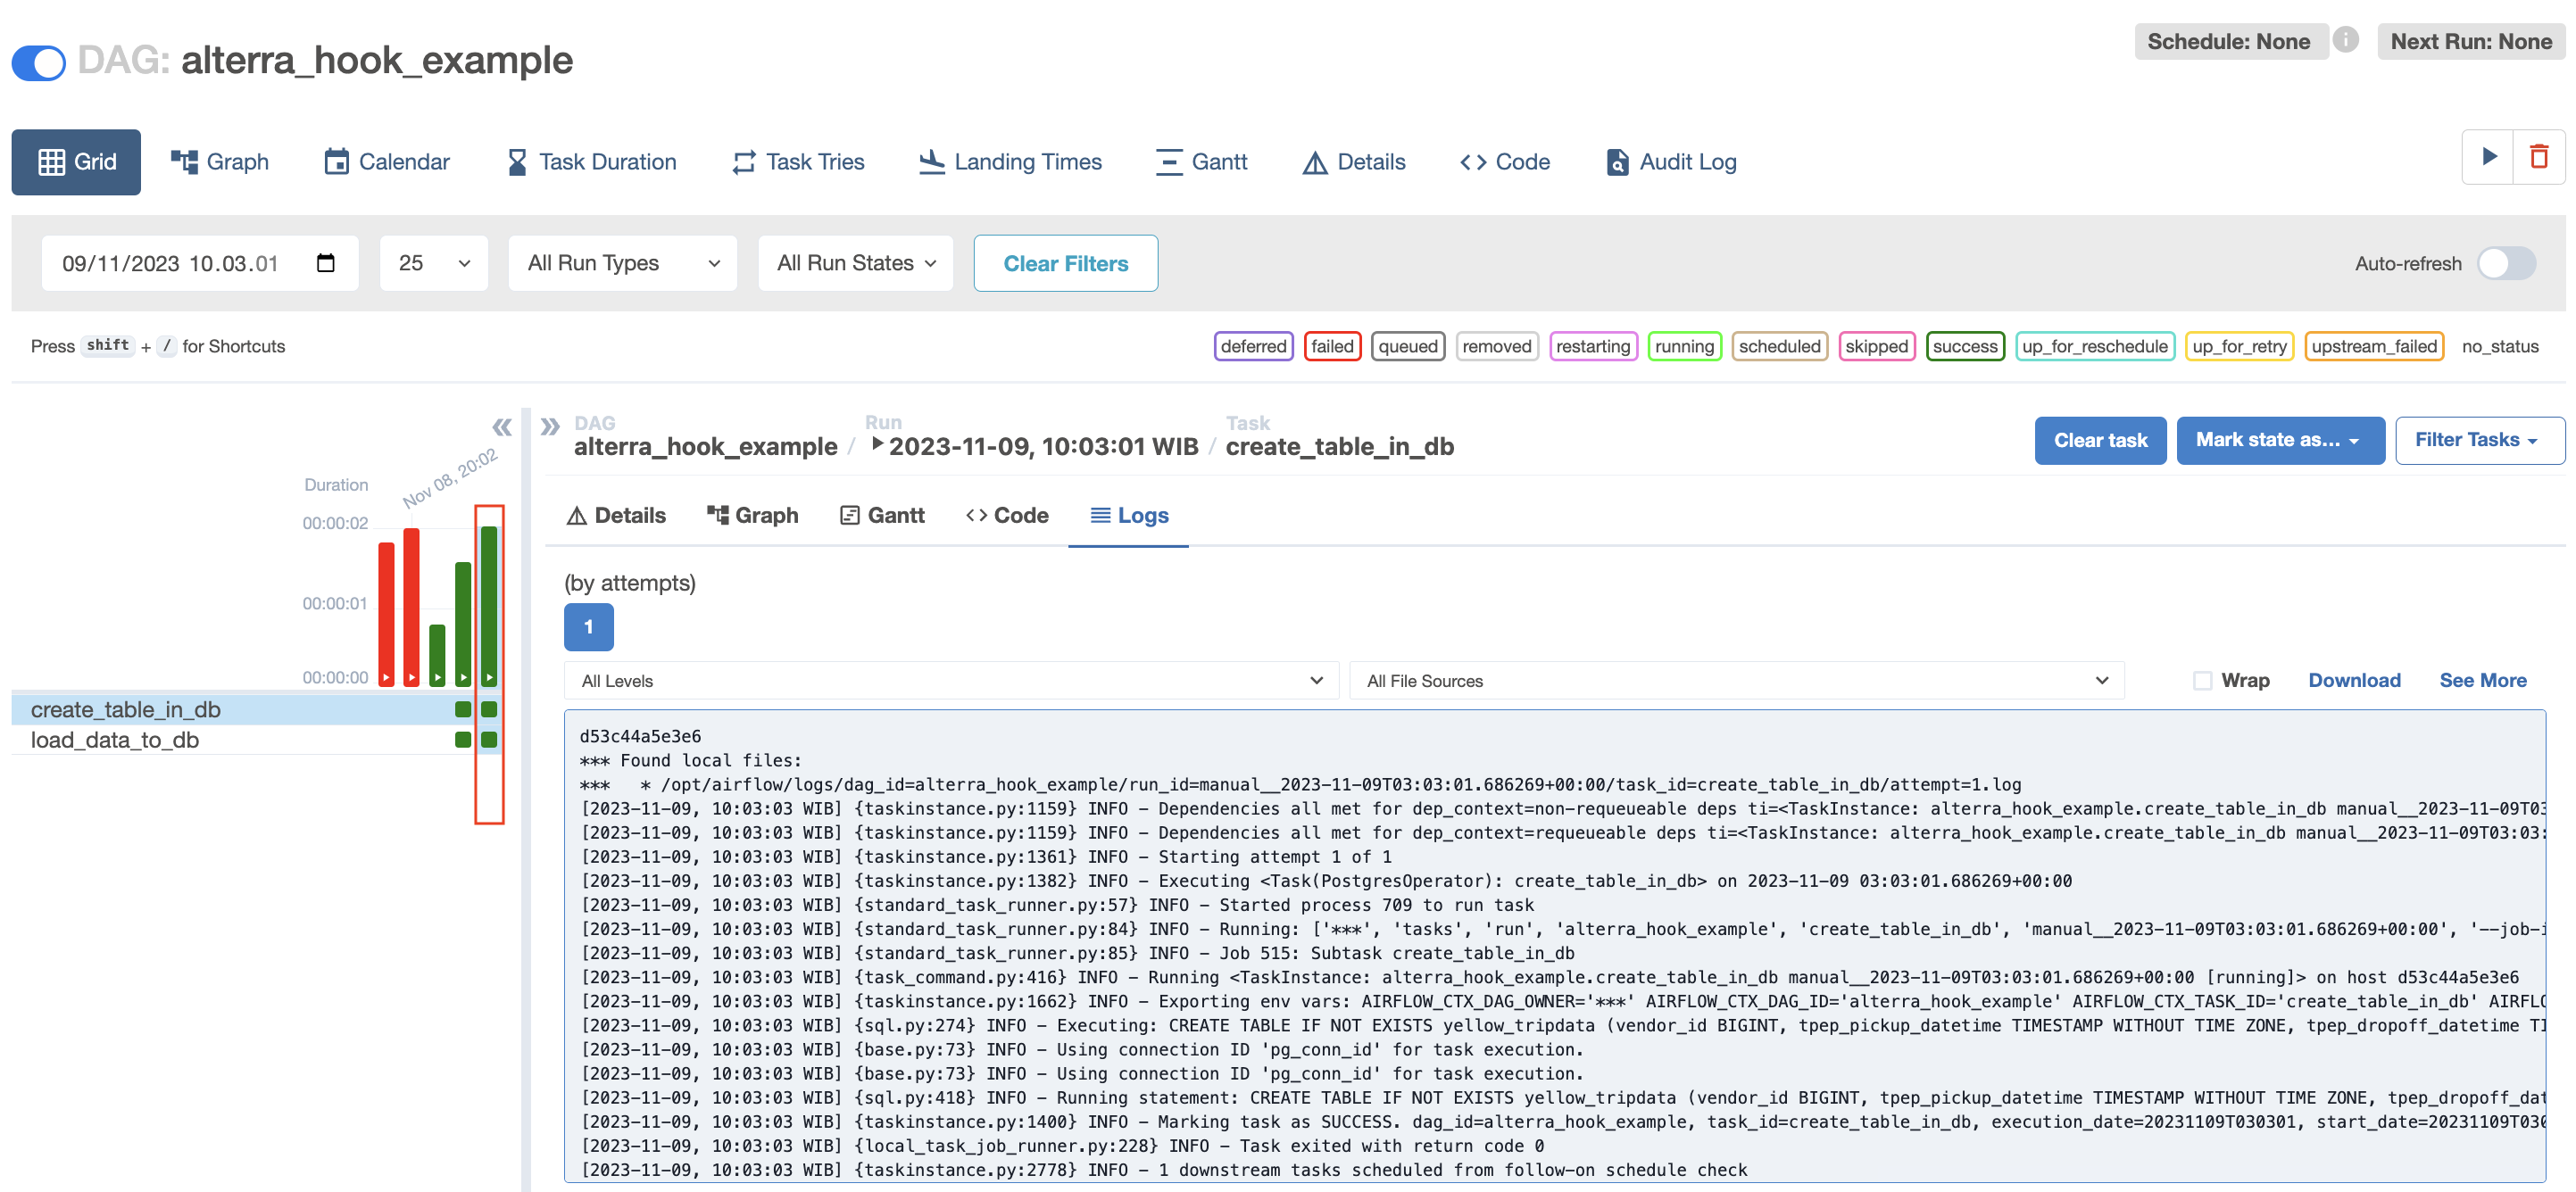 DAG: alterra_hook_example
Schedule: None
Next Run: None
Grid
Graph
Calendar
Task Duration
Task Tries
Landing Times
Gantt
Details
Code
Audit Log
09/11/2023 10.03.01
25
All Run Types
All Run States
Clear Filters
Auto-refresh
Press shift + / for Shortcuts
deferred
failed
queued
removed
restarting
running
scheduled
skipped
success
up_for_reschedule
up_for_retry
upstream_failed
no_status
Duration
Nov 08, 20:02
00:00:02
00:00:01
00:00:00
create_table_in_db
load_data_to_db
DAG
alterra_hook_example
/
Run
2023-11-09, 10:03:01 WIB
/
Task
create_table_in_db
Clear task
Mark state as...
Filter Tasks
Details
Graph
Gantt
Code
Logs
(by attempts)
1
All Levels
All File Sources
Wrap
Download
See More
d53c44a5e3e6
*** Found local files:
***   * /opt/airflow/logs/dag_id=alterra_hook_example/run_id=manual__2023-11-09T03:03:01.686269+00:00/task_id=create_table_in_db/attempt=1.log
[2023-11-09, 10:03:03 WIB] {taskinstance.py:1159} INFO - Dependencies all met for dep_context=non-requeueable deps ti=<TaskInstance: alterra_hook_example.create_table_in_db manual__2023-11-09T03
[2023-11-09, 10:03:03 WIB] {taskinstance.py:1159} INFO - Dependencies all met for dep_context=requeueable deps ti=<TaskInstance: alterra_hook_example.create_table_in_db manual__2023-11-09T03:03:
[2023-11-09, 10:03:03 WIB] {taskinstance.py:1361} INFO - Starting attempt 1 of 1
[2023-11-09, 10:03:03 WIB] {taskinstance.py:1382} INFO - Executing <Task(PostgresOperator): create_table_in_db> on 2023-11-09 03:03:01.686269+00:00
[2023-11-09, 10:03:03 WIB] {standard_task_runner.py:57} INFO - Started process 709 to run task
[2023-11-09, 10:03:03 WIB] {standard_task_runner.py:84} INFO - Running: ['***', 'tasks', 'run', 'alterra_hook_example', 'create_table_in_db', 'manual__2023-11-09T03:03:01.686269+00:00', '--job-i
[2023-11-09, 10:03:03 WIB] {standard_task_runner.py:85} INFO - Job 515: Subtask create_table_in_db
[2023-11-09, 10:03:03 WIB] {task_command.py:416} INFO - Running <TaskInstance: alterra_hook_example.create_table_in_db manual__2023-11-09T03:03:01.686269+00:00 [running]> on host d53c44a5e3e6
[2023-11-09, 10:03:03 WIB] {taskinstance.py:1662} INFO - Exporting env vars: AIRFLOW_CTX_DAG_OWNER='***' AIRFLOW_CTX_DAG_ID='alterra_hook_example' AIRFLOW_CTX_TASK_ID='create_table_in_db' AIRFLO
[2023-11-09, 10:03:03 WIB] {sql.py:274} INFO - Executing: CREATE TABLE IF NOT EXISTS yellow_tripdata (vendor_id BIGINT, tpep_pickup_datetime TIMESTAMP WITHOUT TIME ZONE, tpep_dropoff_datetime TI
[2023-11-09, 10:03:03 WIB] {base.py:73} INFO - Using connection ID 'pg_conn_id' for task execution.
[2023-11-09, 10:03:03 WIB] {base.py:73} INFO - Using connection ID 'pg_conn_id' for task execution.
[2023-11-09, 10:03:03 WIB] {sql.py:418} INFO - Running statement: CREATE TABLE IF NOT EXISTS yellow_tripdata (vendor_id BIGINT, tpep_pickup_datetime TIMESTAMP WITHOUT TIME ZONE, tpep_dropoff_dat
[2023-11-09, 10:03:03 WIB] {taskinstance.py:1400} INFO - Marking task as SUCCESS. dag_id=alterra_hook_example, task_id=create_table_in_db, execution_date=20231109T030301, start_date=20231109T030
[2023-11-09, 10:03:03 WIB] {local_task_job_runner.py:228} INFO - Task exited with return code 0
[2023-11-09, 10:03:03 WIB] {taskinstance.py:2778} INFO - 1 downstream tasks scheduled from follow-on schedule check